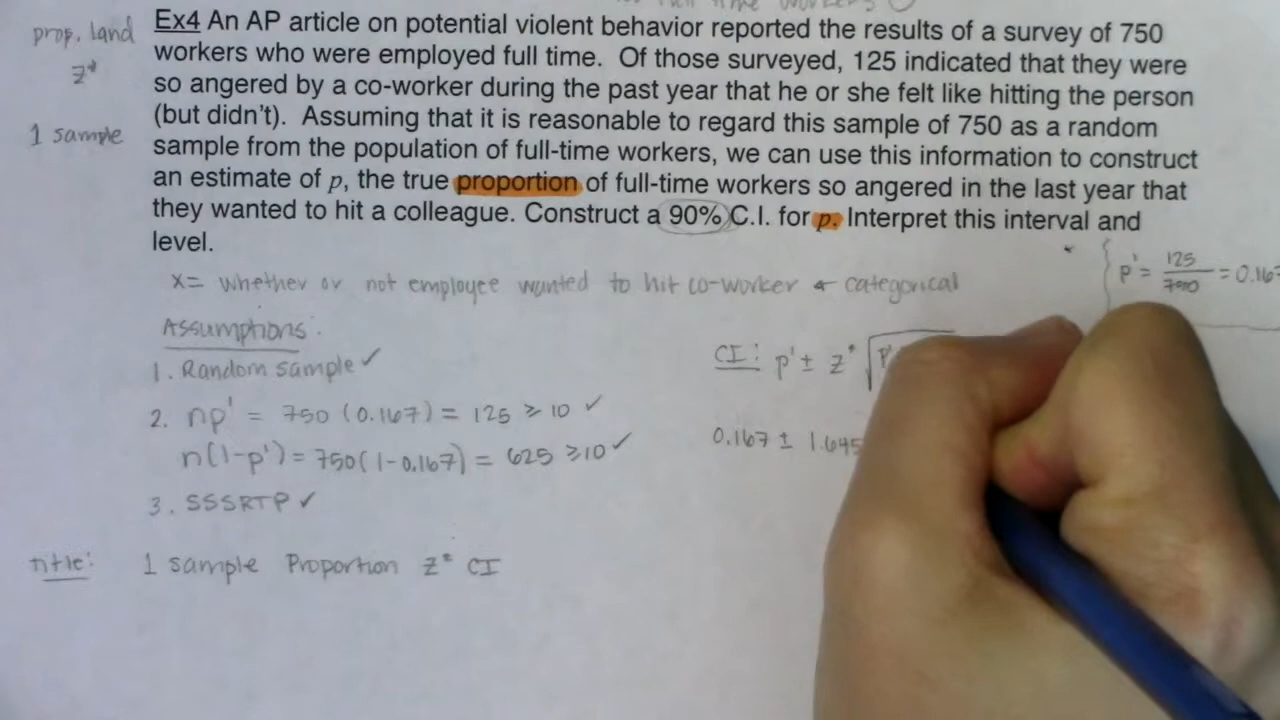 prop. land
z*
1 sample
Ex4 An AP article on potential violent behavior reported the results of a survey of 750
workers who were employed full time. Of those surveyed, 125 indicated that they were
so angered by a co-worker during the past year that he or she felt like hitting the person
(but didn't). Assuming that it is reasonable to regard this sample of 750 as a random
sample from the population of full-time workers, we can use this information to construct
an estimate of p, the true proportion of full-time workers so angered in the last year that
they wanted to hit a colleague. Construct a 90% C.I. for p. Interpret this interval and
level.
x= whether or not employee wanted to hit co-worker ← categorical
p' = 125/750 = 0.167
Assumptions:
1. Random sample ✓
2. np' = 750 (0.167) = 125 ≥ 10 ✓
n(1-p') = 750(1-0.167) = 625 ≥10 ✓
3. SSSRTP ✓
CI: p' ± z* √p'
0.167 ± 1.645
title: 1 sample Proportion z* CI